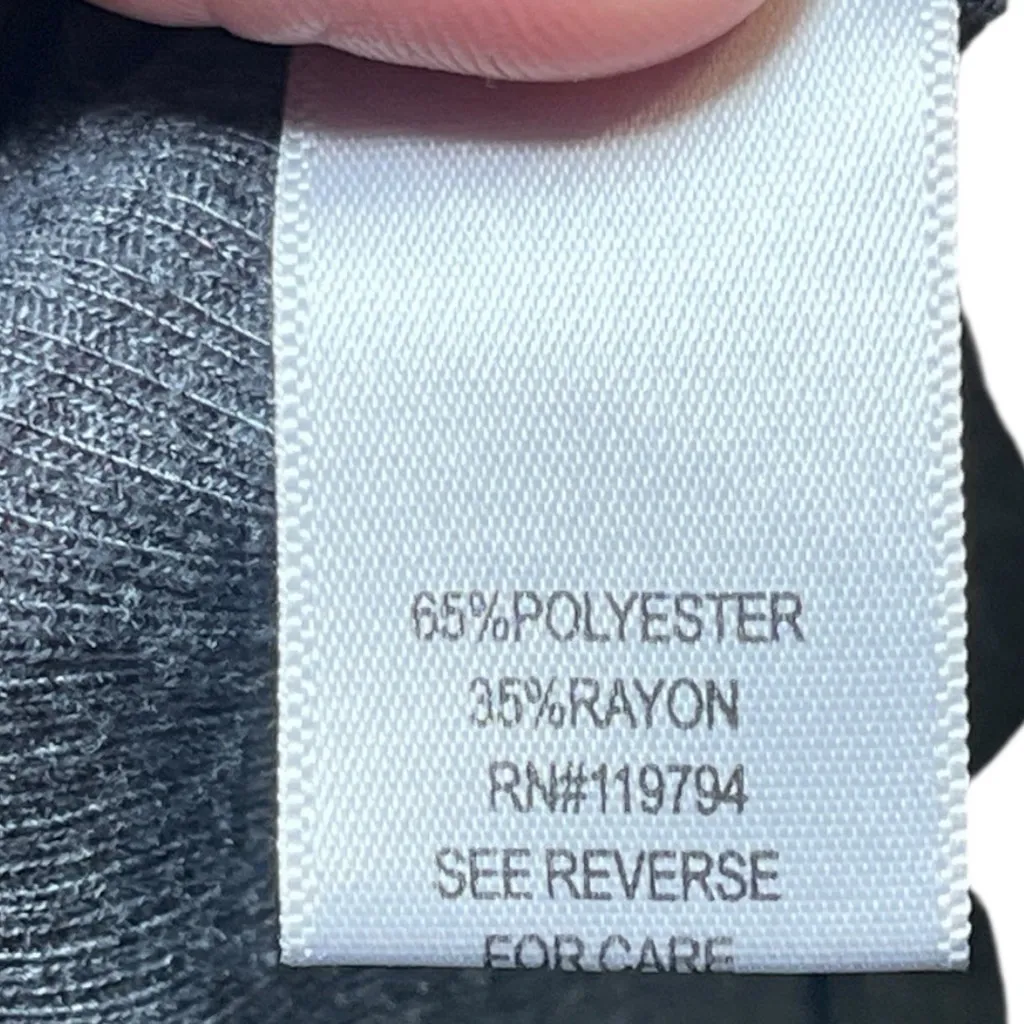 65%POLYESTER
35%RAYON
RN#119794
SEE REVERSE
FOR CARE